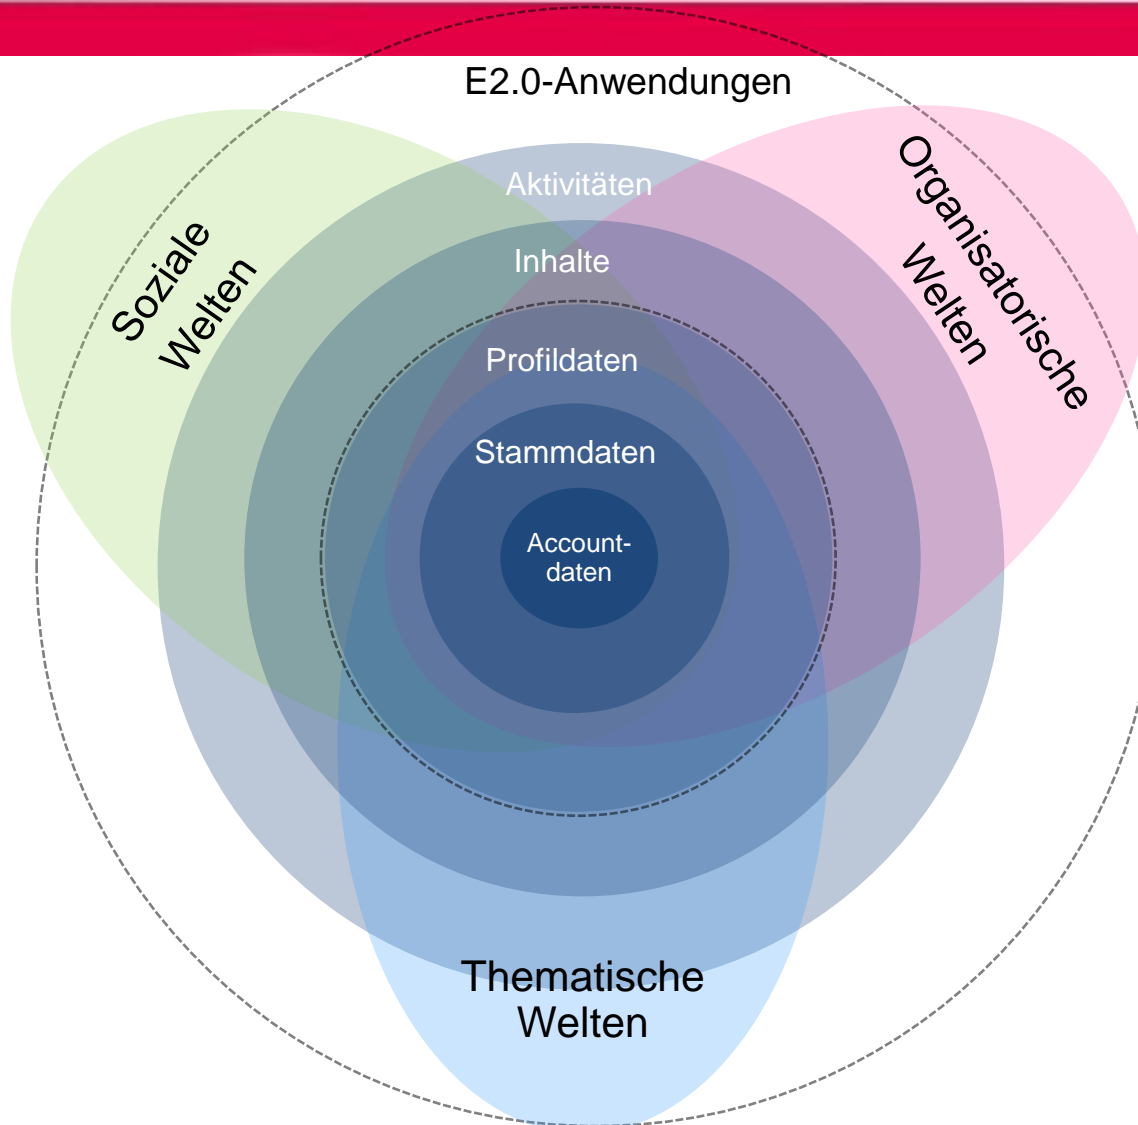 E2.0-Anwendungen
Aktivitäten
Inhalte
Profildaten
Stammdaten
Account-
daten
Soziale
Welten
Organisatorische
Welten
Thematische
Welten